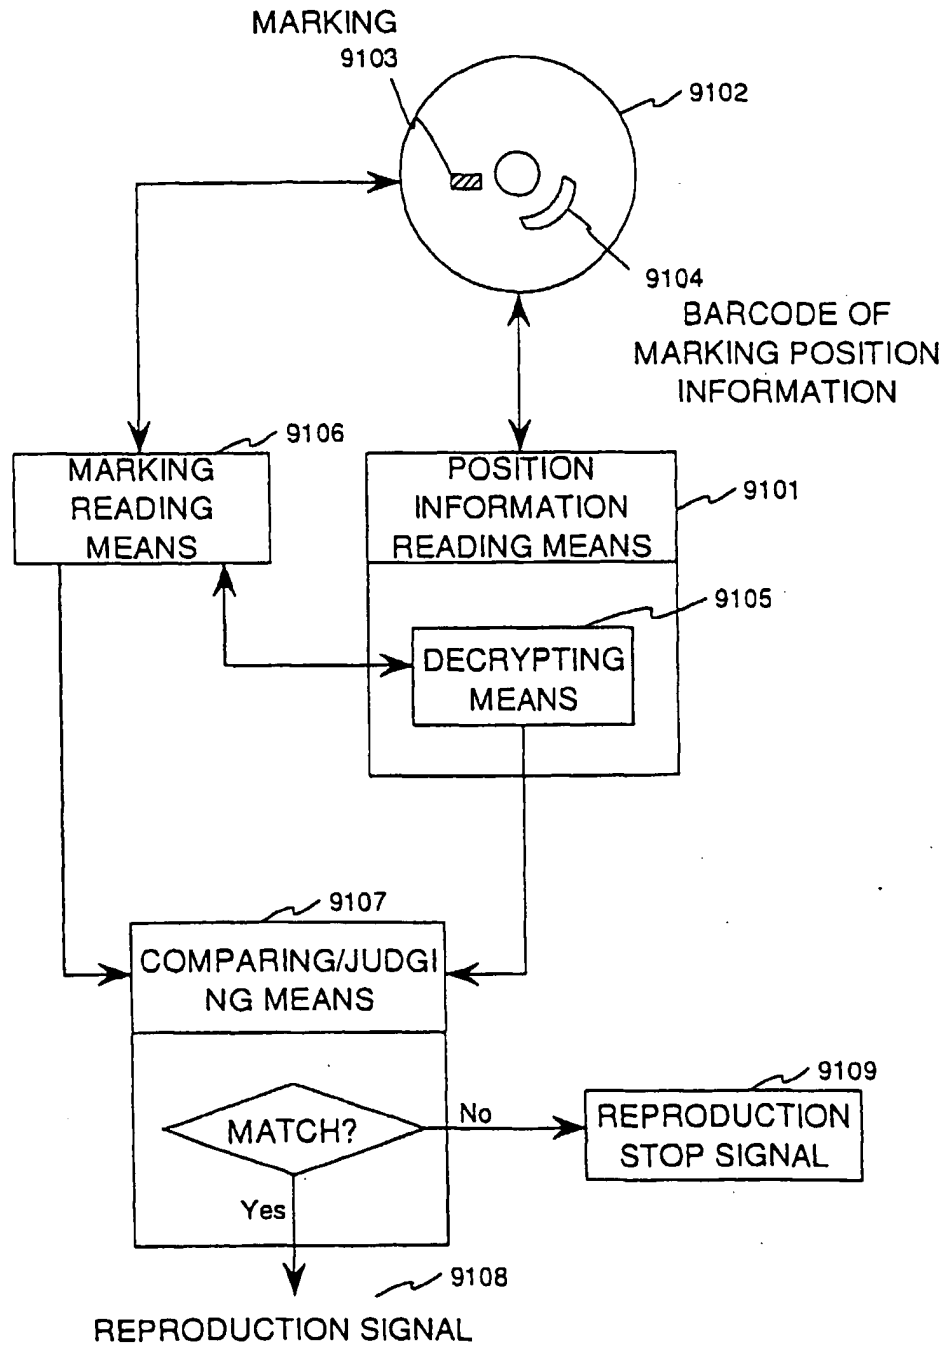 MARKING
9103
9102
9104
BARCODE OF
MARKING POSITION
INFORMATION
9106
MARKING
READING
MEANS
POSITION
INFORMATION
READING MEANS
9101
9105
DECRYPTING
MEANS
9107
COMPARING/JUDGI
NG MEANS
MATCH?
No
Yes
9109
REPRODUCTION
STOP SIGNAL
9108
REPRODUCTION SIGNAL